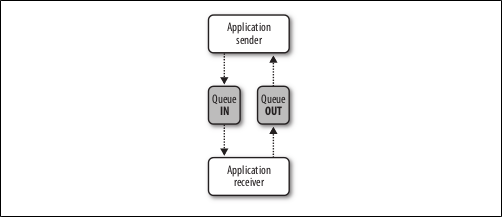 Application
sender
Queue
IN
Queue
OUT
Application
receiver